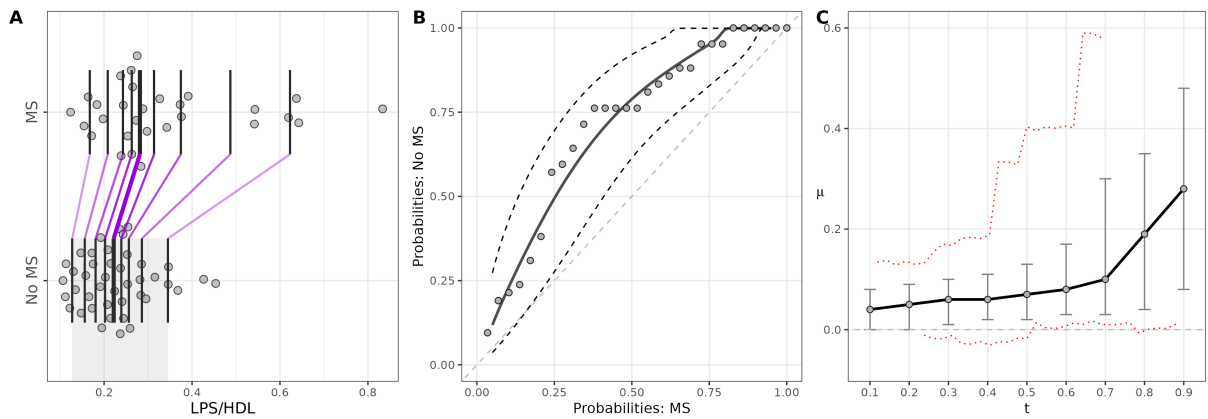 A
MS
No MS
0.2 0.4 0.6 0.8
LPS/HDL
B
Probabilities: No MS
1.00
0.75
0.50
0.25
0.00
0.00 0.25 0.50 0.75 1.00
Probabilities: MS
C
μ
0.6
0.4
0.2
0.0
0.1 0.2 0.3 0.4 0.5 0.6 0.7 0.8 0.9
t